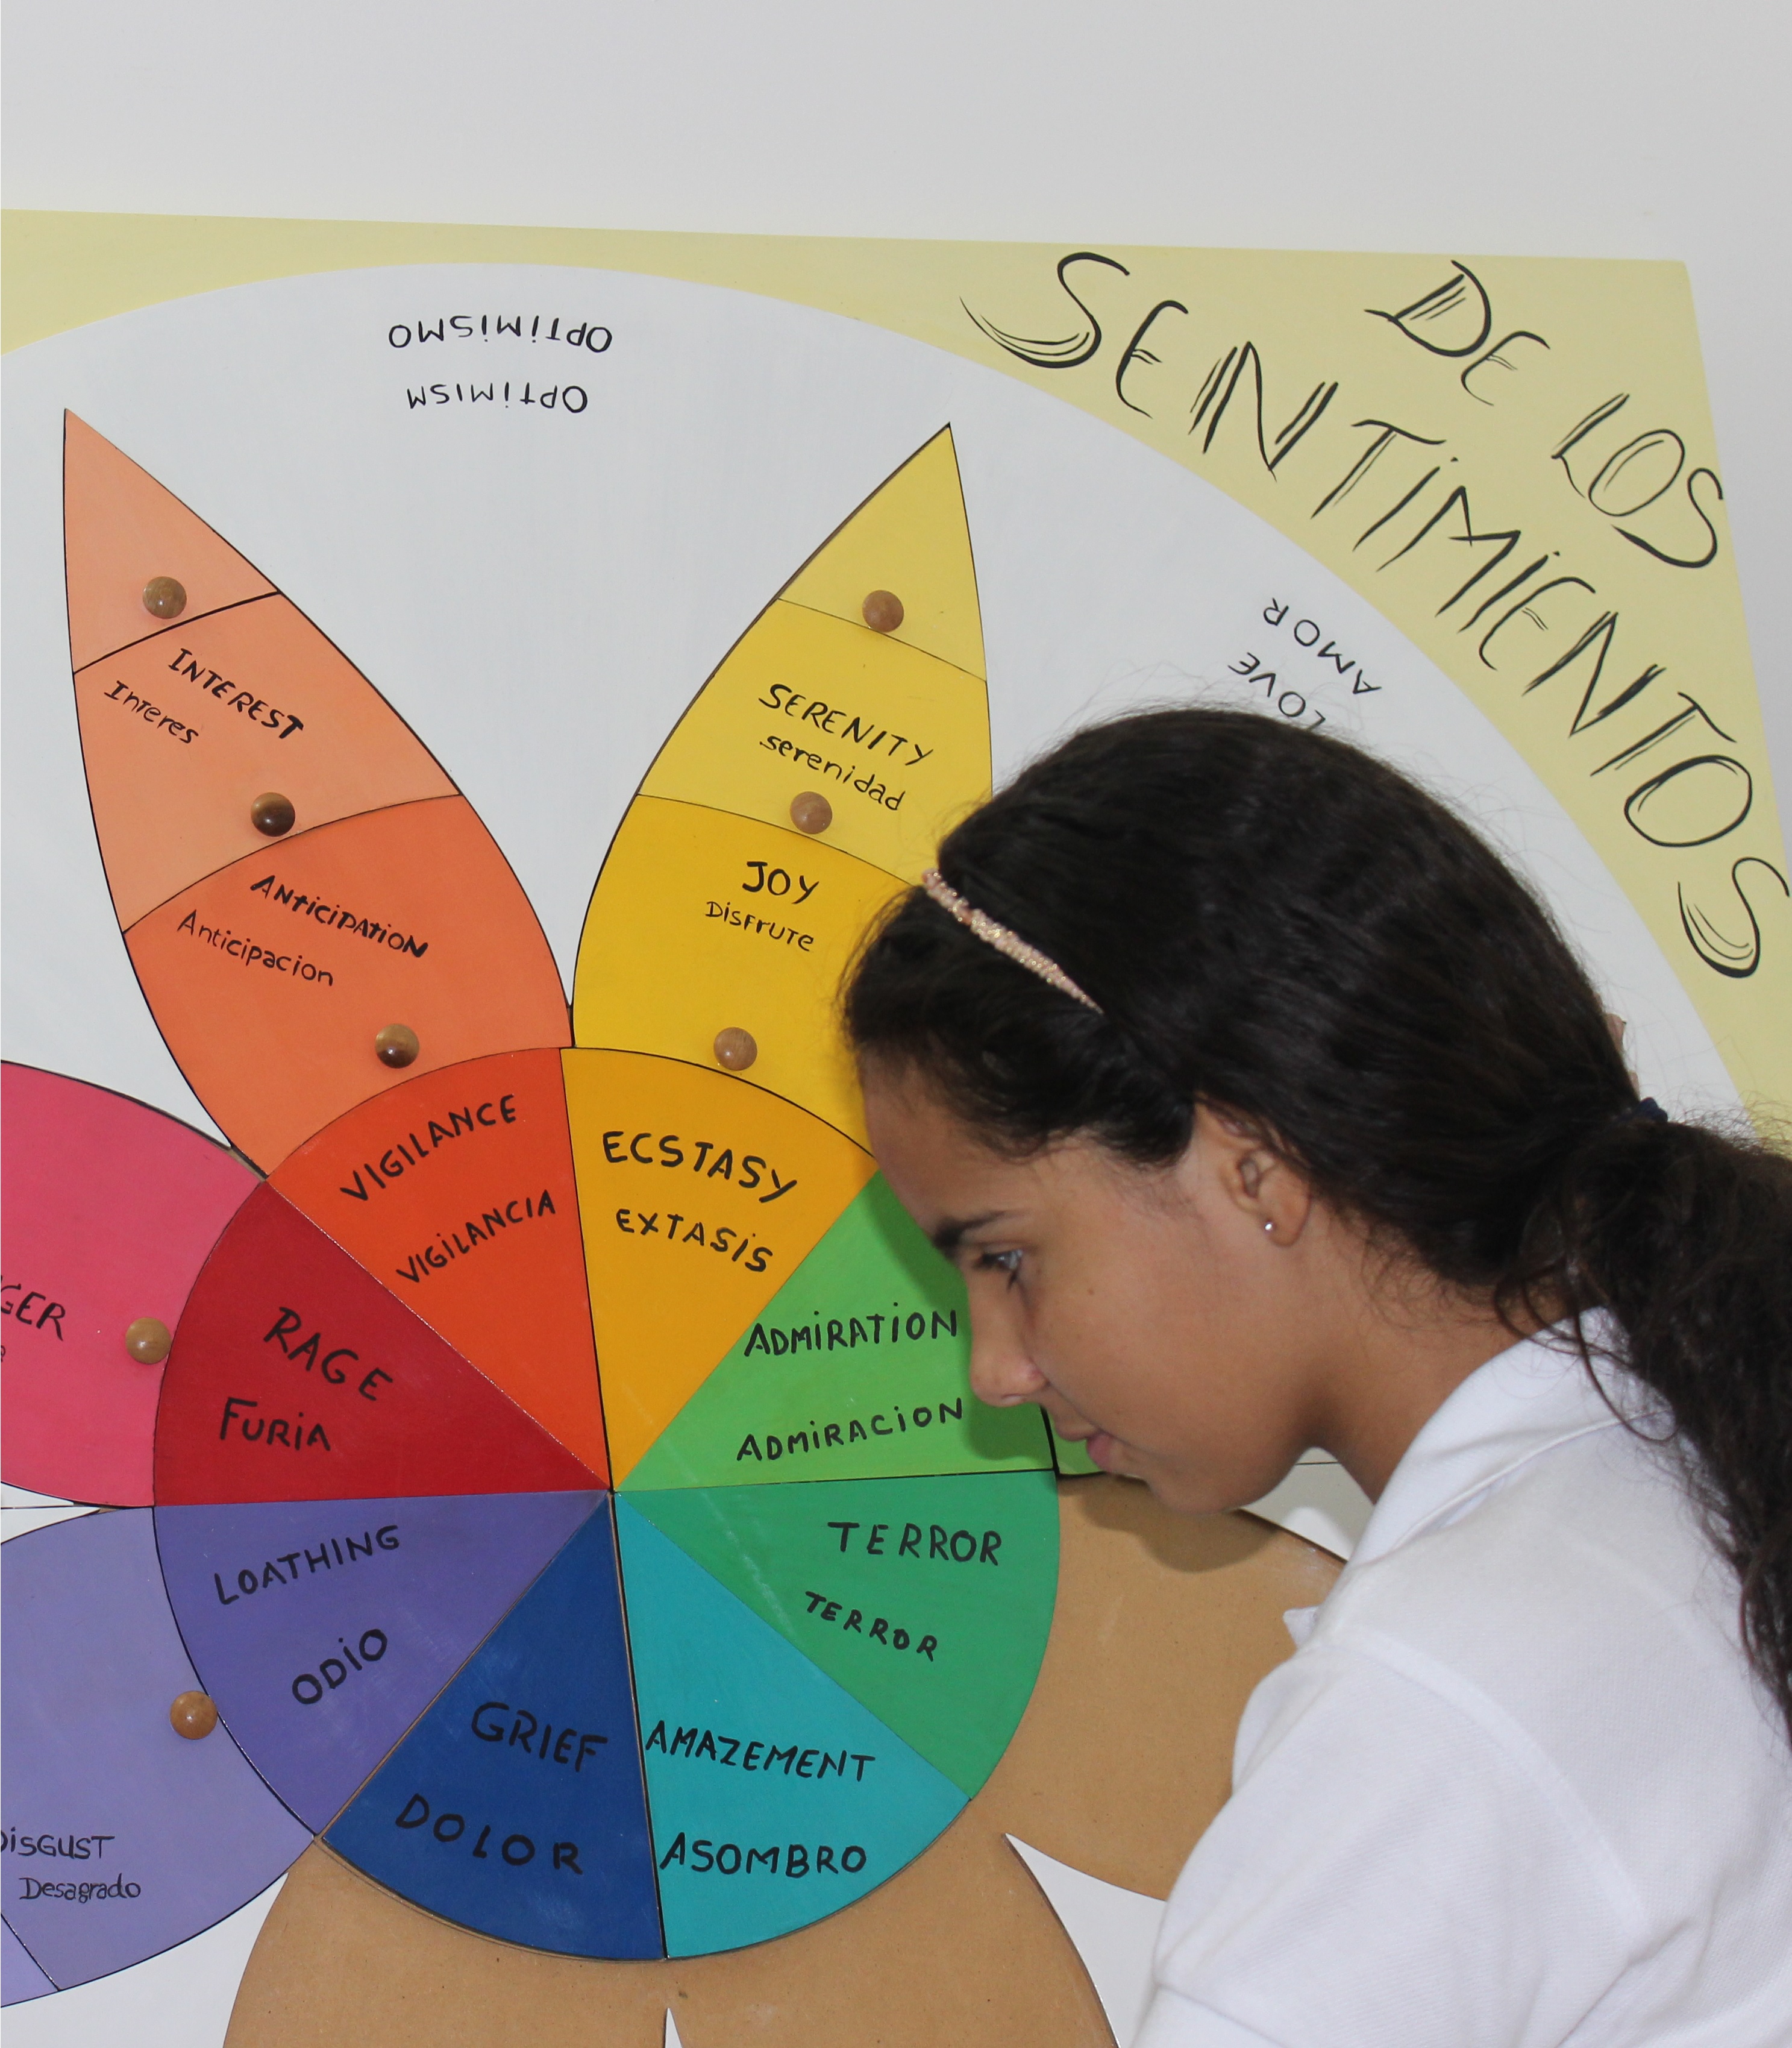 DE LOS
SENTIMIENTOS
OPTIMISMO
OPTIMISM
AMOR
LOVE
INTEREST
Interes
SERENITY
serenidad
ANTICIPATION
Anticipacion
JOY
DISFRUTE
VIGILANCE
VIGILANCIA
ECSTASY
EXTASIS
RAGE
FURIA
ADMIRATION
ADMIRACION
LOATHING
ODIO
TERROR
TERROR
GRIEF
DOLOR
AMAZEMENT
ASOMBRO
DISGUST
Desagrado